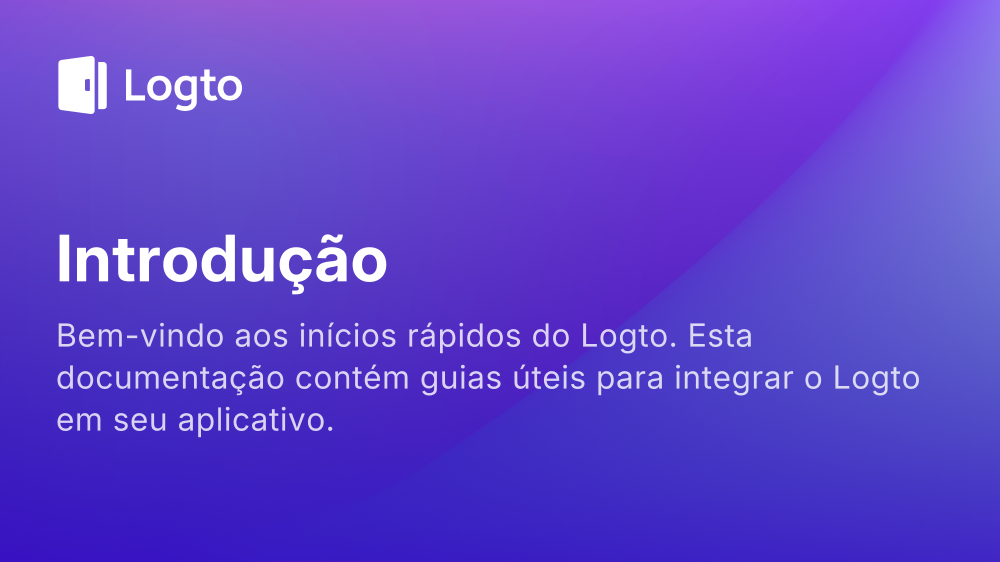 Logto
Introdução
Bem-vindo aos inícios rápidos do Logto. Esta
documentação contém guias úteis para integrar o Logto
em seu aplicativo.